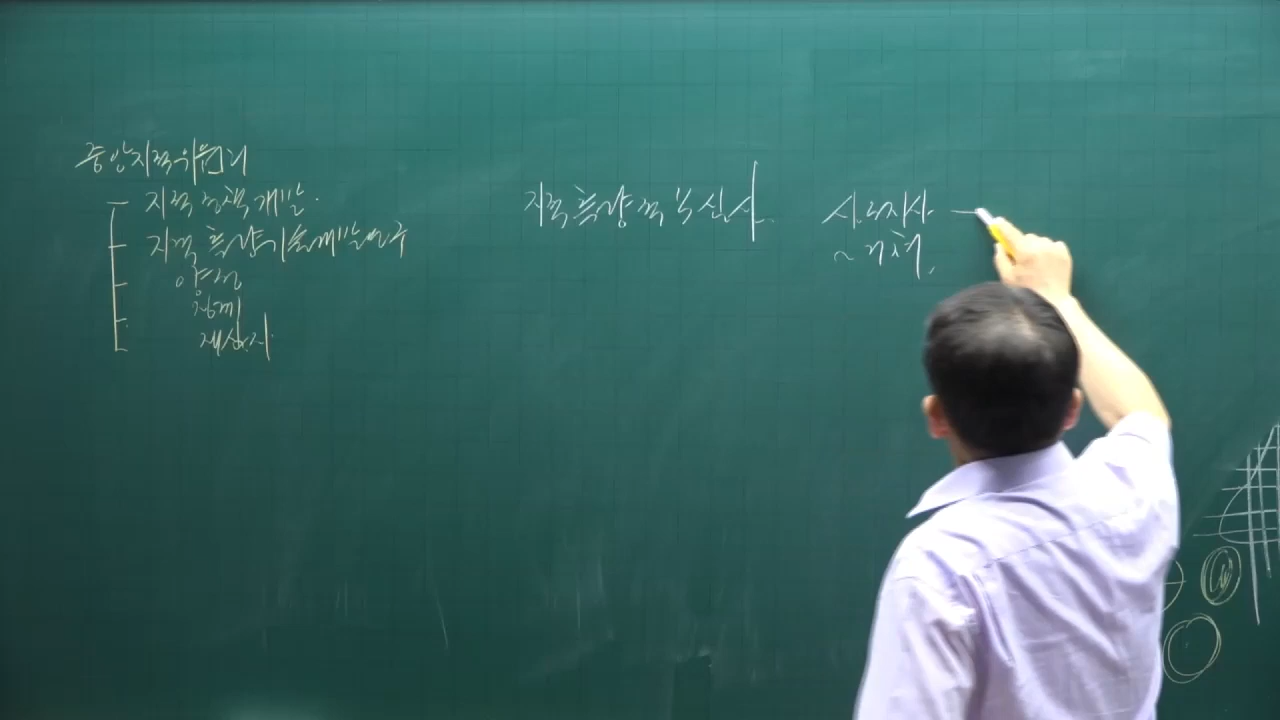 중앙지적위원회
지적 정책 개발
지적 측량기술개발연구
양성
징계
재심사
지적측량적부심사
시.도지사
~거쳐